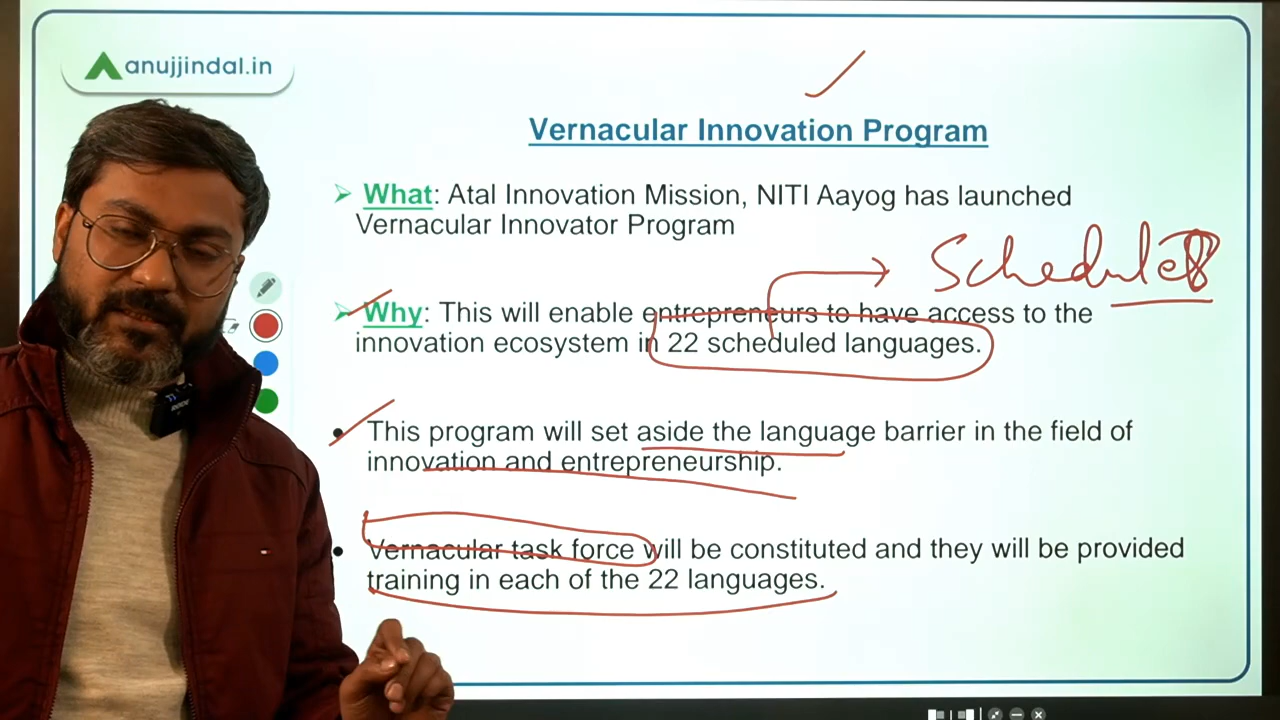 anujjindal.in
Vernacular Innovation Program
What: Atal Innovation Mission, NITI Aayog has launched
Vernacular Innovator Program
Schedule 8
Why: This will enable entrepreneurs to have access to the
innovation ecosystem in 22 scheduled languages.
This program will set aside the language barrier in the field of
innovation and entrepreneurship.
Vernacular task force will be constituted and they will be provided
training in each of the 22 languages.